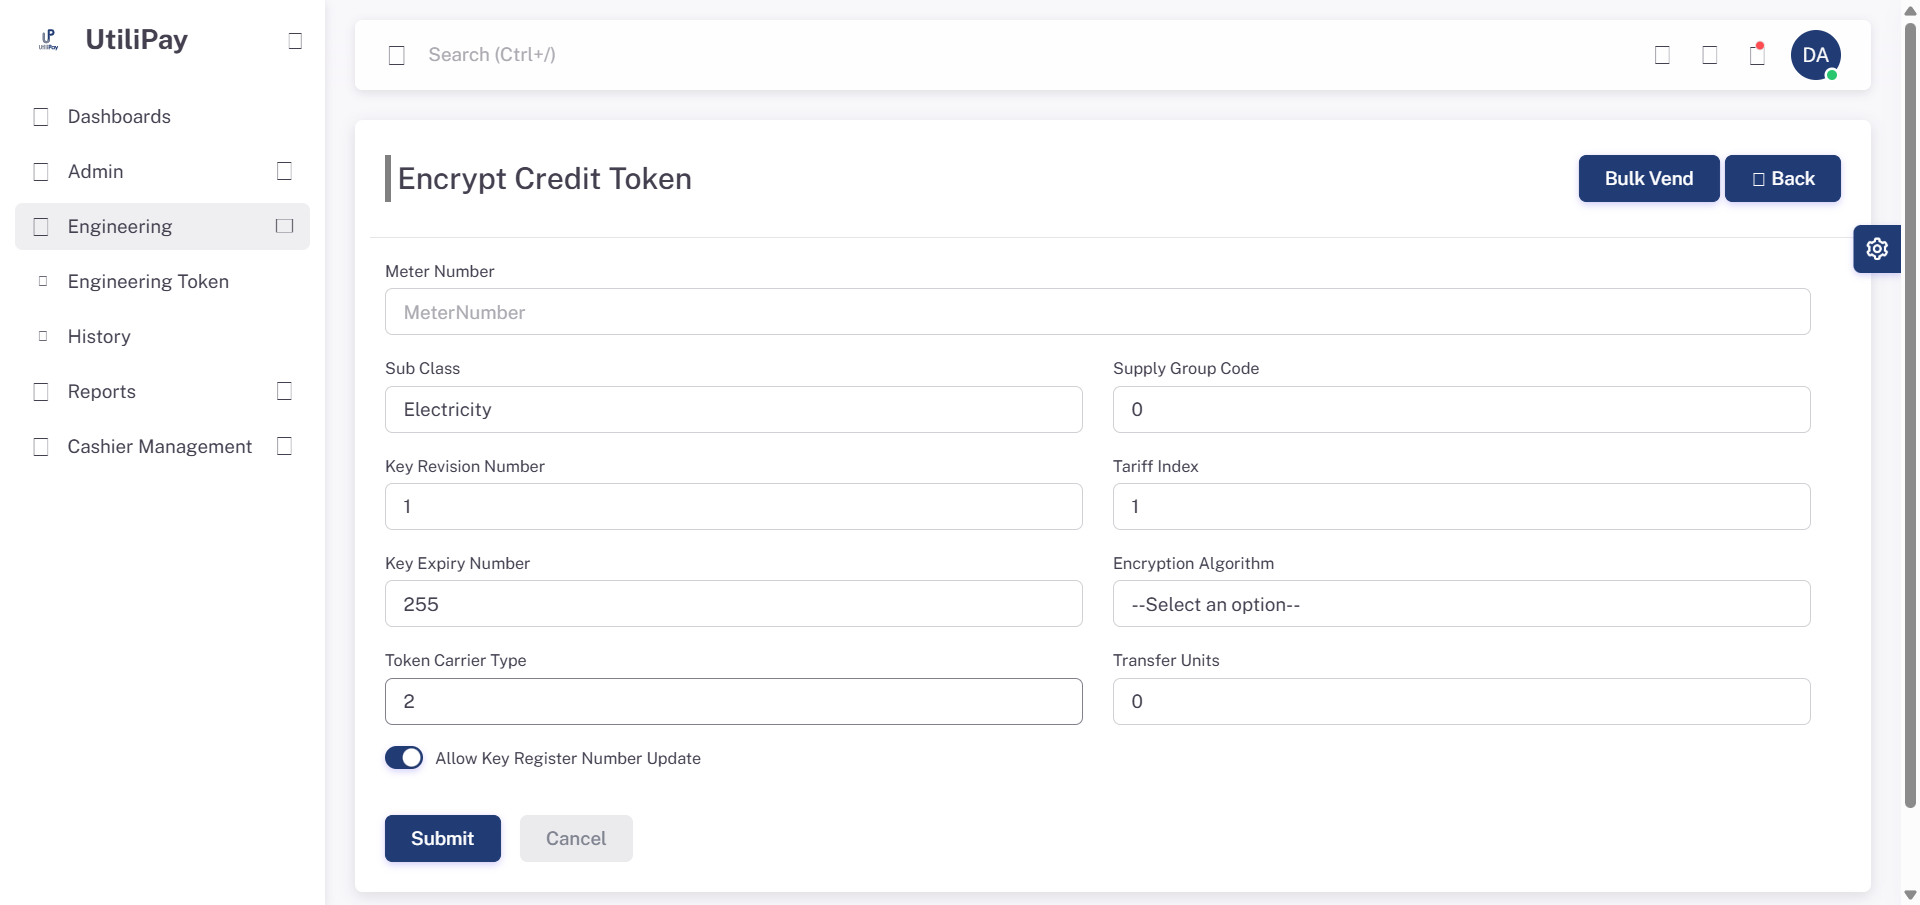 UtiliPay
Dashboards
Admin
Engineering
Engineering Token
History
Reports
Cashier Management
Search (Ctrl+/)
DA
Encrypt Credit Token
Bulk Vend
Back
Meter Number
MeterNumber
Sub Class
Supply Group Code
Electricity
0
Key Revision Number
Tariff Index
1
1
Key Expiry Number
Encryption Algorithm
255
--Select an option--
Token Carrier Type
Transfer Units
2
0
Allow Key Register Number Update
Submit
Cancel